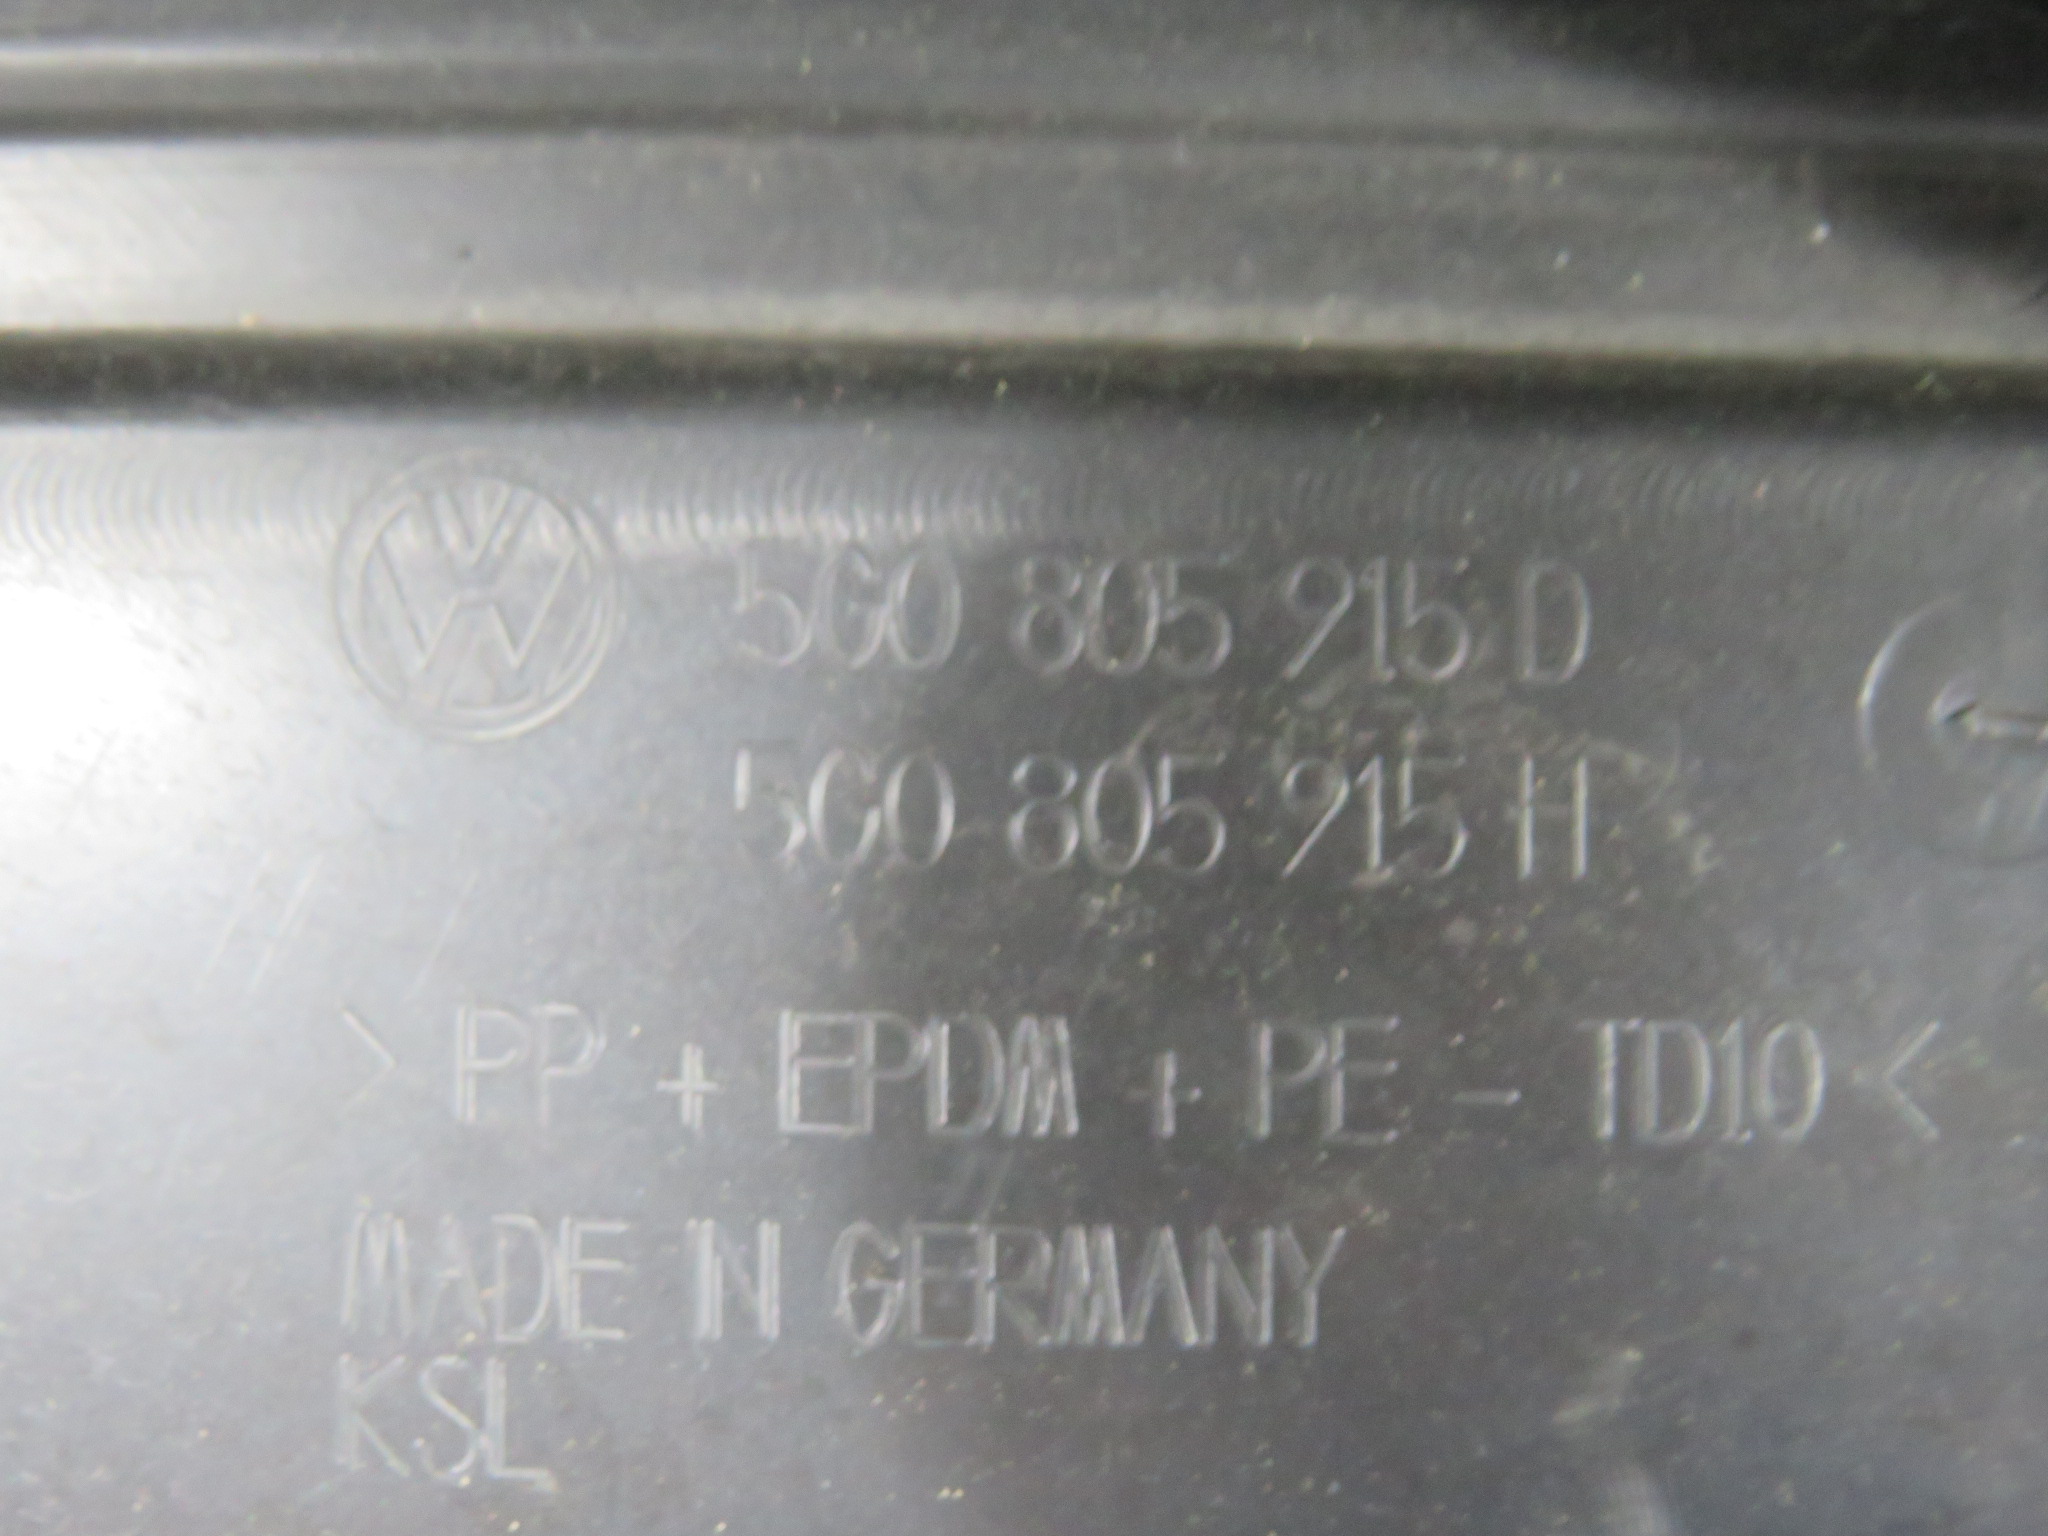 5G0 805 915 D
5G0 805 915 H
> PP + EPDM + PE - TD10 <
MADE IN GERMANY
KSL